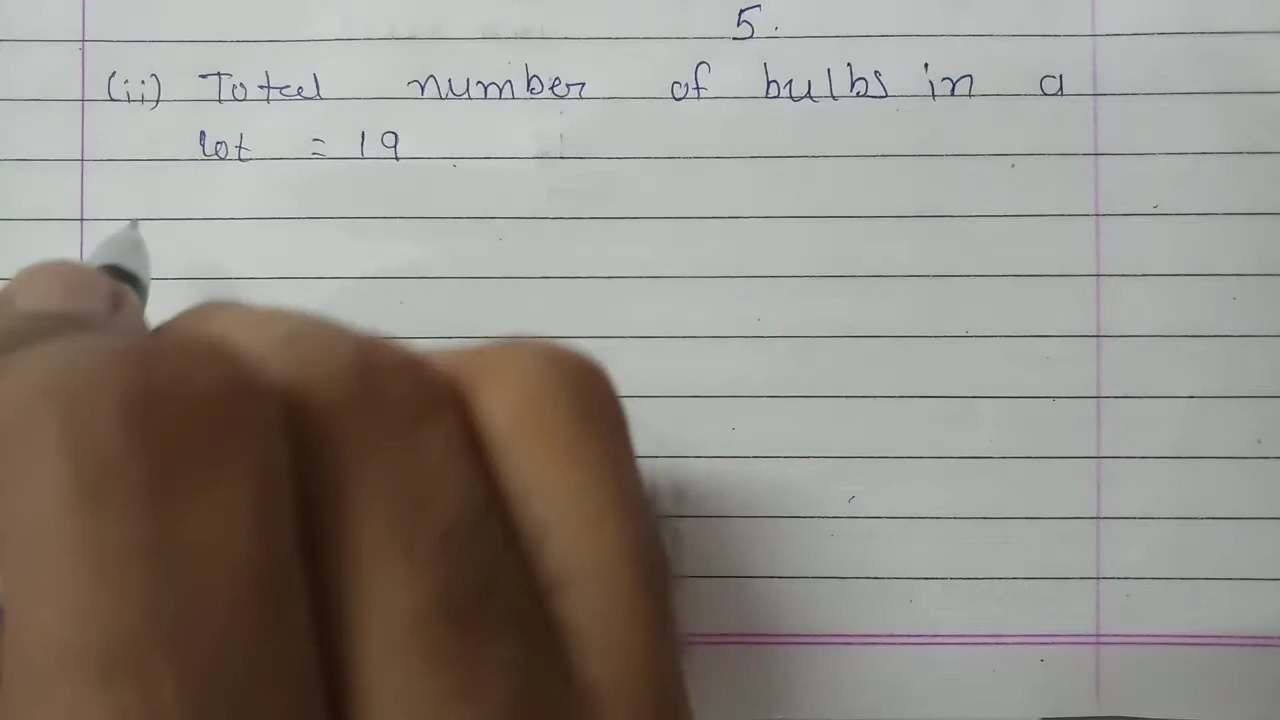 5.
(ii) Total number of bulbs in a
lot = 19